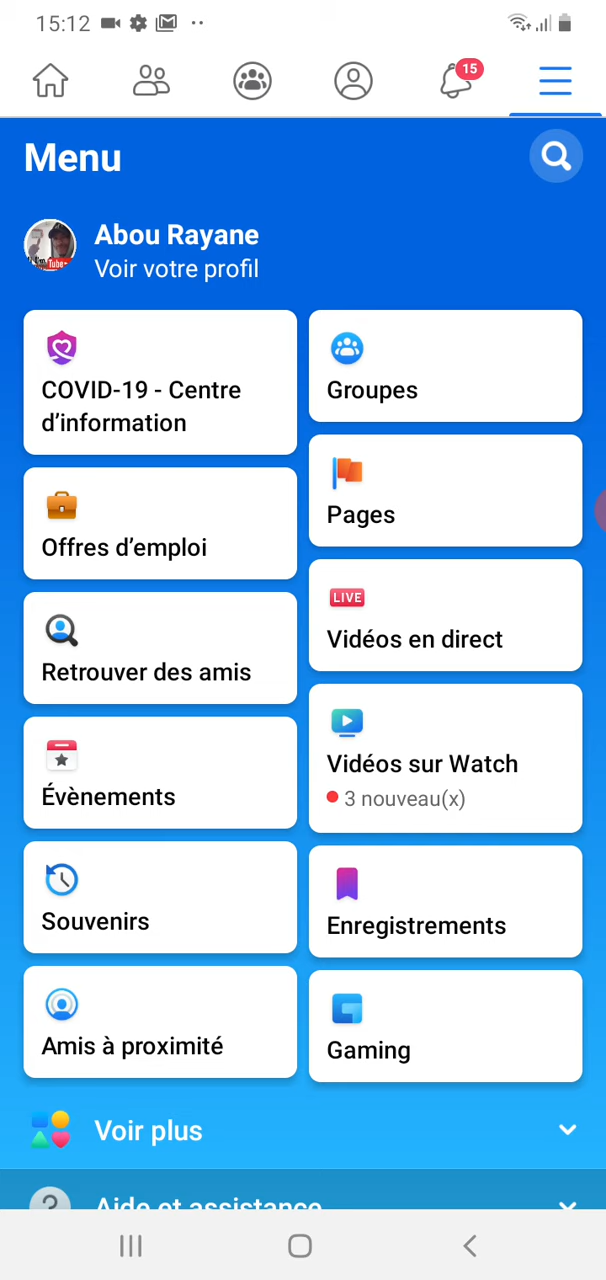 15:12
15
Menu
Abou Rayane
Voir votre profil
COVID-19 - Centre
d’information
Groupes
Offres d’emploi
Pages
Retrouver des amis
LIVE
Vidéos en direct
Évènements
Vidéos sur Watch
3 nouveau(x)
Souvenirs
Enregistrements
Amis à proximité
Gaming
Voir plus
Aide et assistance